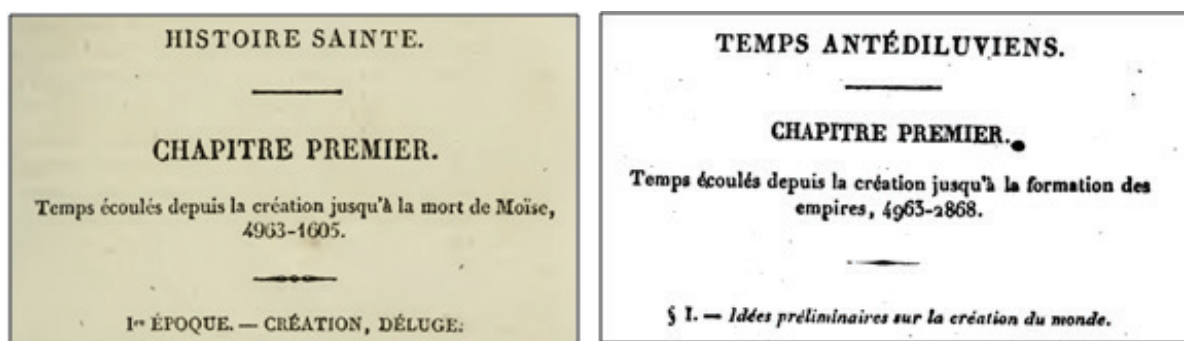 HISTOIRE SAINTE.
CHAPITRE PREMIER.
Temps écoulés depuis la création jusqu'à la mort de Moïse,
4963-1605.
Iʳᵉ ÉPOQUE. — CRÉATION, DÉLUGE.
TEMPS ANTÉDILUVIENS.
CHAPITRE PREMIER.
Temps écoulés depuis la création jusqu'à la formation des
empires, 4963-2868.
§ I. — Idées préliminaires sur la création du monde.